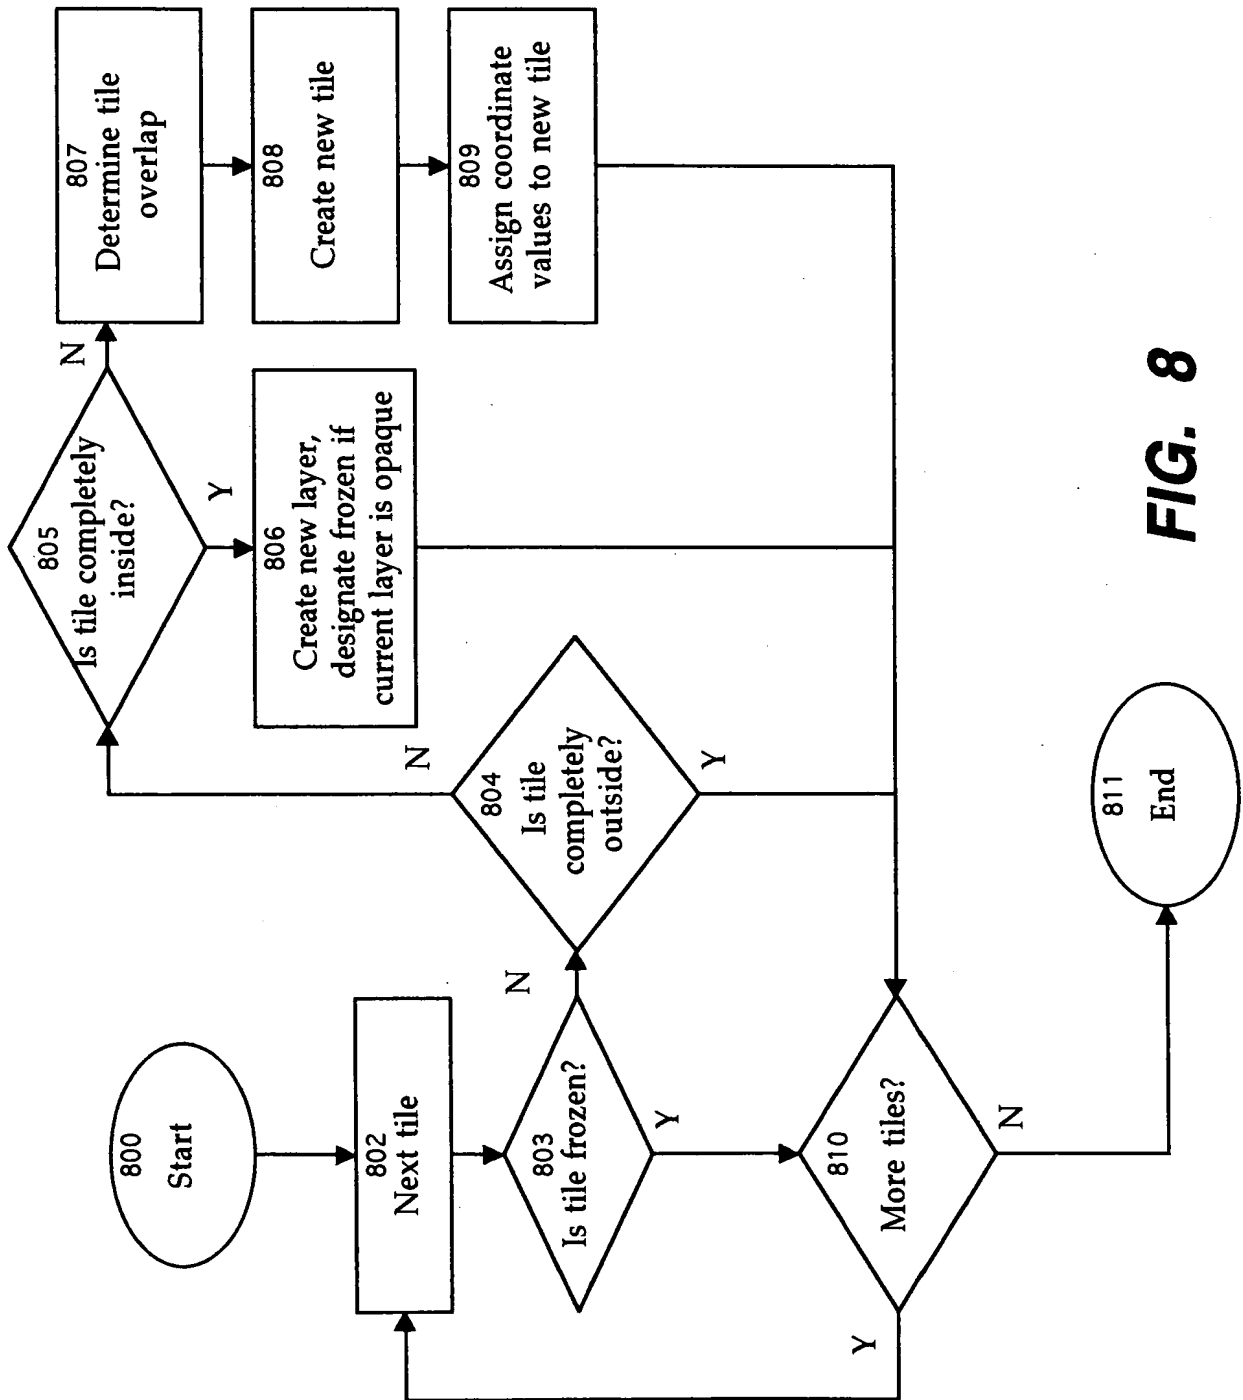 800
Start
802
Next tile
803
Is tile frozen?
N
Y
804
Is tile
completely
outside?
N
Y
805
Is tile completely
inside?
N
Y
806
Create new layer,
designate frozen if
current layer is opaque
807
Determine tile
overlap
808
Create new tile
809
Assign coordinate
values to new tile
810
More tiles?
Y
N
811
End
FIG. 8